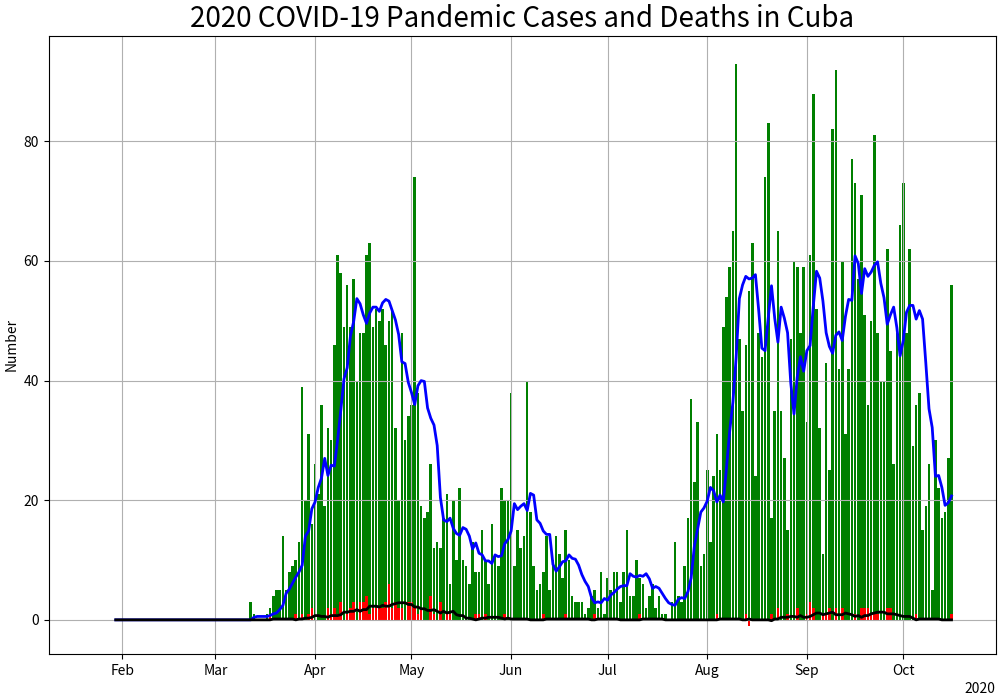 2020 COVID-19 Pandemic Cases and Deaths in Cuba
Number
80
60
40
20
0
Feb Mar Apr May Jun Jul Aug Sep Oct
2020